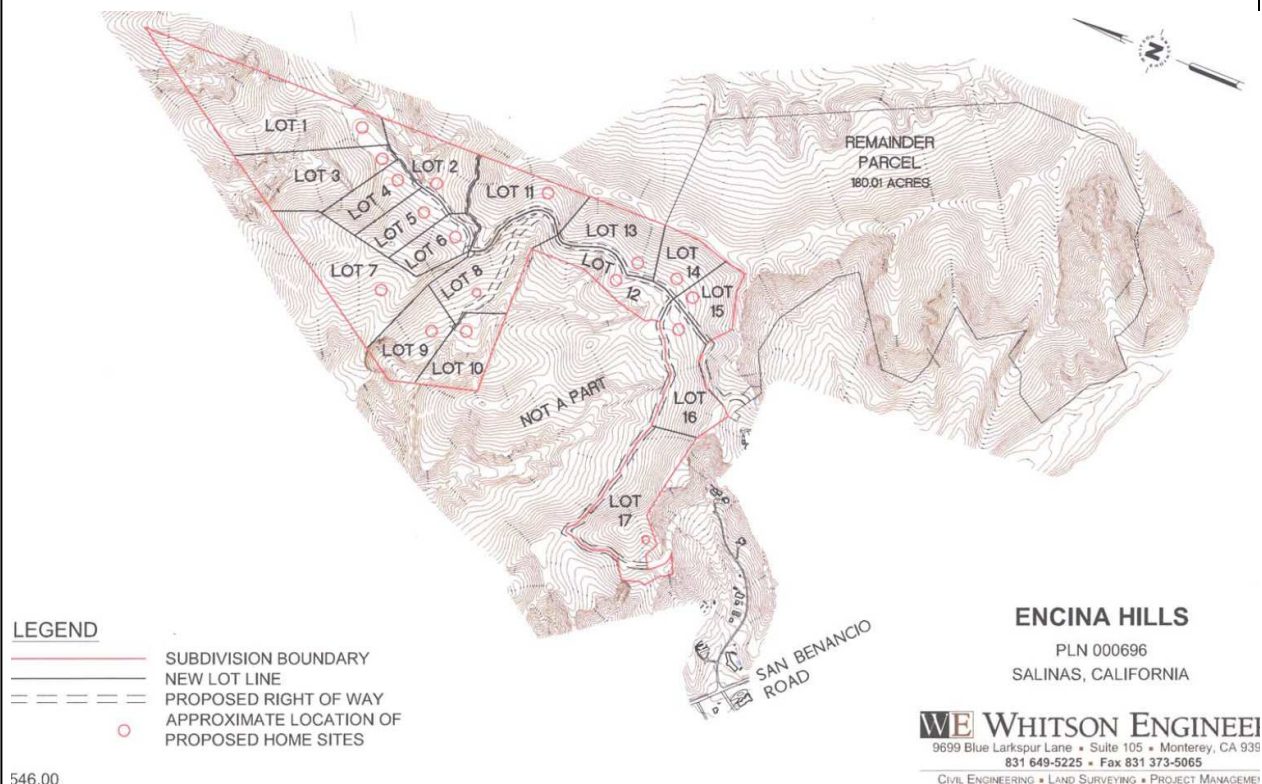 N
LOT 1
LOT 2
LOT 3
LOT 4
LOT 5
LOT 6
LOT 7
LOT 8
LOT 9
LOT 10
LOT 11
LOT 12
LOT 13
LOT
14
LOT
15
LOT
16
LOT
17
REMAINDER
PARCEL
180.01 ACRES
NOT A PART
SAN BENANCIO
ROAD
LEGEND
SUBDIVISION BOUNDARY
NEW LOT LINE
PROPOSED RIGHT OF WAY
APPROXIMATE LOCATION OF
PROPOSED HOME SITES
546.00
ENCINA HILLS
PLN 000696
SALINAS, CALIFORNIA
WE WHITSON ENGINEE
9699 Blue Larkspur Lane • Suite 105 • Monterey, CA 939
831 649-5225 • Fax 831 373-5065
CIVIL ENGINEERING • LAND SURVEYING • PROJECT MANAGEME